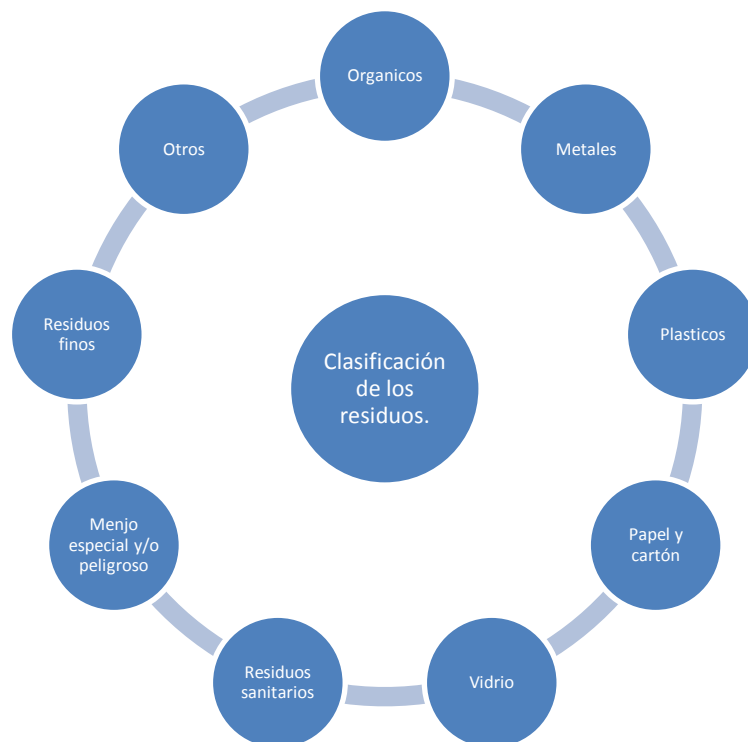 Organicos
Metales
Plasticos
Papel y
cartón
Vidrio
Residuos
sanitarios
Menjo
especial y/o
peligroso
Residuos
finos
Otros
Clasificación
de los
residuos.